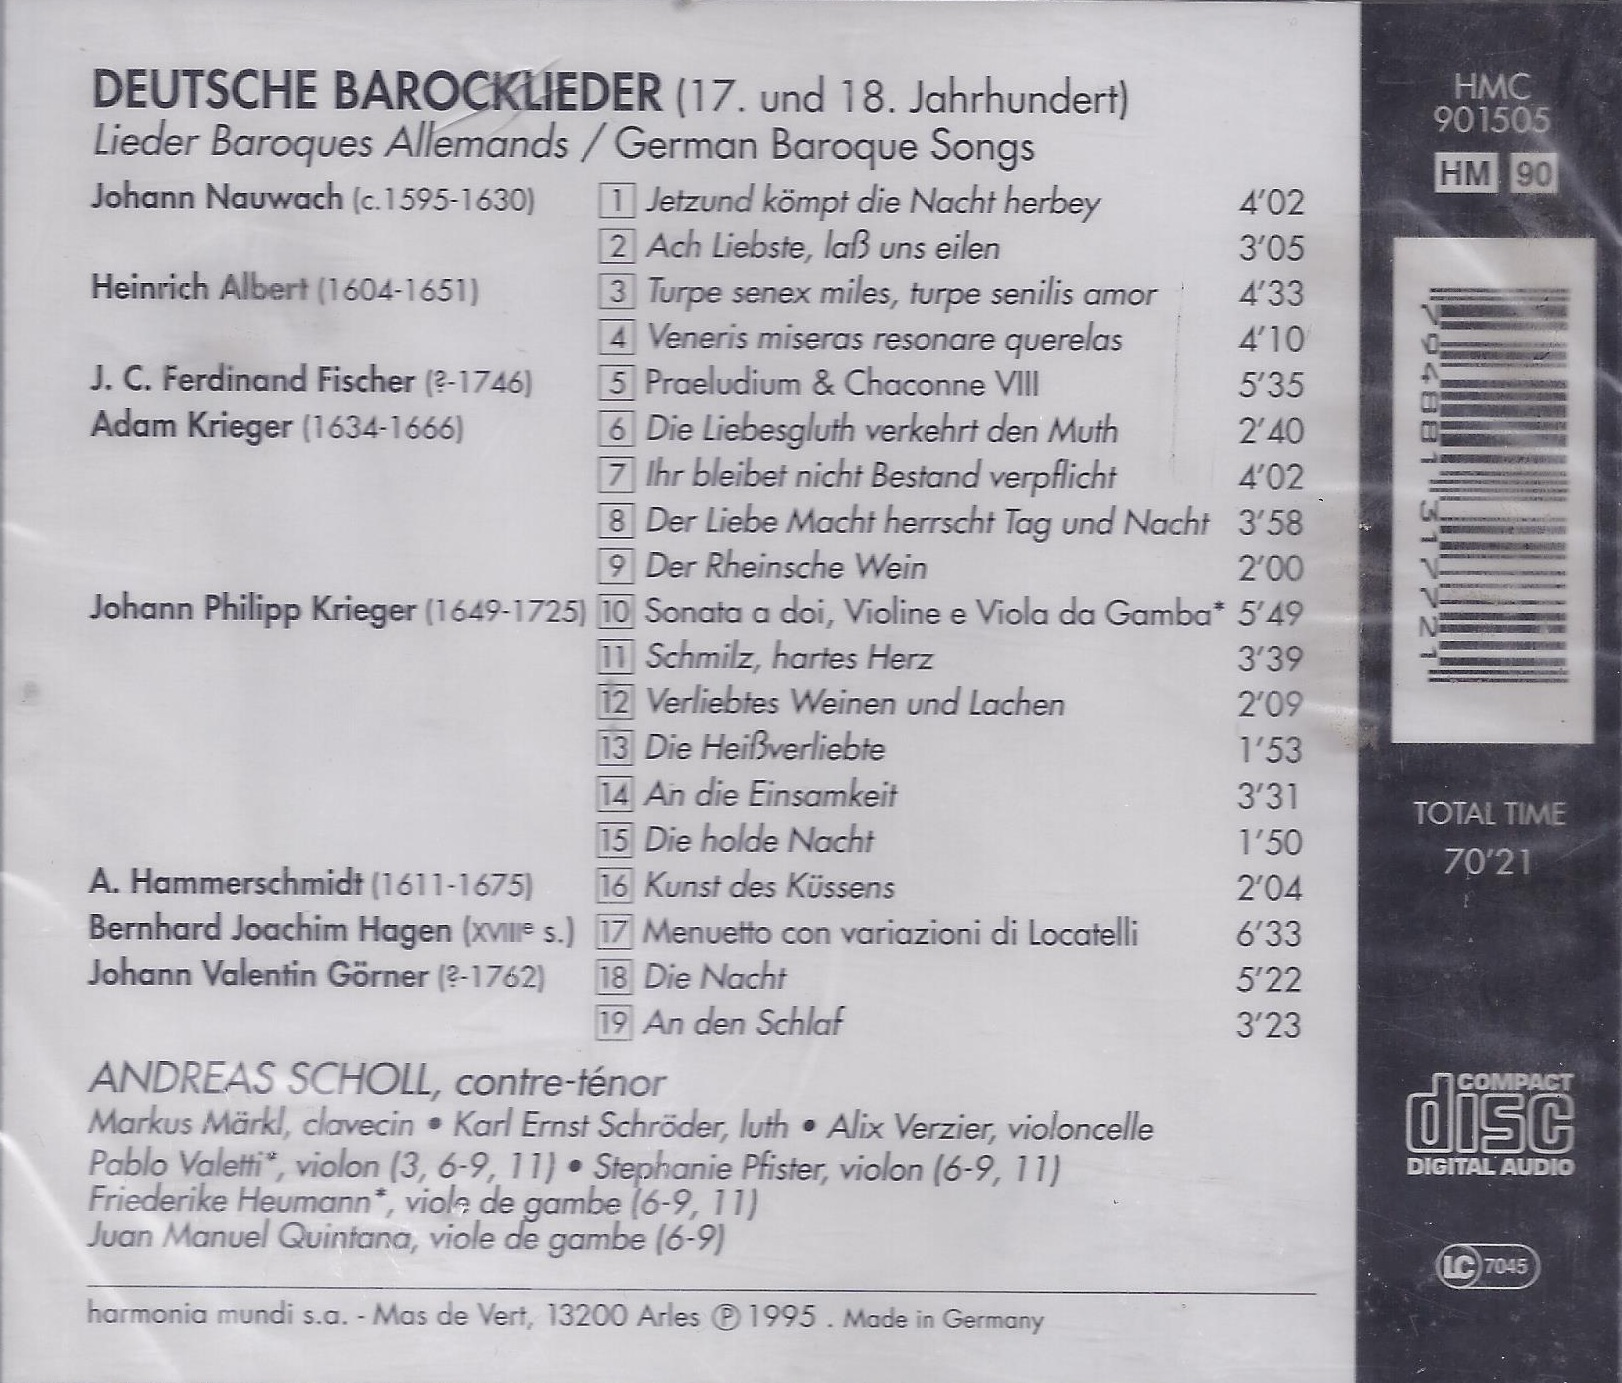 DEUTSCHE BAROCKLIEDER (17. und 18. Jahrhundert)
Lieder Baroques Allemands / German Baroque Songs
Johann Nauwach (c.1595-1630) 1 Jetzund kömpt die Nacht herbey 4'02
2 Ach Liebste, laß uns eilen 3'05
Heinrich Albert (1604-1651) 3 Turpe senex miles, turpe senilis amor 4'33
4 Veneris miseras resonare querelas 4'10
J. C. Ferdinand Fischer (?-1746) 5 Praeludium & Chaconne VIII 5'35
Adam Krieger (1634-1666) 6 Die Liebesgluth verkehrt den Muth 2'40
7 Ihr bleibet nicht Bestand verpflicht 4'02
8 Der Liebe Macht herrscht Tag und Nacht 3'58
9 Der Rheinsche Wein 2'00
Johann Philipp Krieger (1649-1725) 10 Sonata a doi, Violine e Viola da Gamba* 5'49
11 Schmilz, hartes Herz 3'39
12 Verliebtes Weinen und Lachen 2'09
13 Die Heißverliebte 1'53
14 An die Einsamkeit 3'31
15 Die holde Nacht 1'50
A. Hammerschmidt (1611-1675) 16 Kunst des Küssens 2'04
Bernhard Joachim Hagen (XVIIIe s.) 17 Menuetto con variazioni di Locatelli 6'33
Johann Valentin Görner (?-1762) 18 Die Nacht 5'22
19 An den Schlaf 3'23
ANDREAS SCHOLL, contre-ténor
Markus Märkl, clavecin • Karl Ernst Schröder, luth • Alix Verzier, violoncelle
Pablo Valetti*, violon (3, 6-9, 11) • Stephanie Pfister, violon (6-9, 11)
Friederike Heumann*, viole de gambe (6-9, 11)
Juan Manuel Quintana, viole de gambe (6-9)
harmonia mundi s.a. - Mas de Vert, 13200 Arles ℗ 1995 . Made in Germany
HMC
901505
HM 90
7 94881 31772 1
TOTAL TIME
70'21
COMPACT
disc
DIGITAL AUDIO
LC 7045